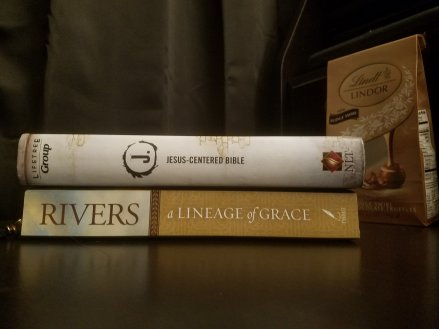 LIFETREE
Group
J.
JESUS-CENTERED BIBLE
NLT
RIVERS
a LINEAGE of GRACE
Lindt
LINDOR